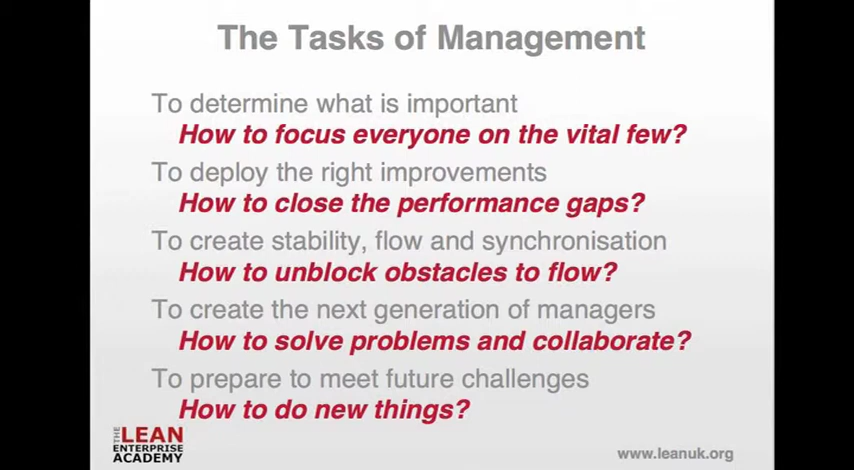 The Tasks of Management
To determine what is important
How to focus everyone on the vital few?
To deploy the right improvements
How to close the performance gaps?
To create stability, flow and synchronisation
How to unblock obstacles to flow?
To create the next generation of managers
How to solve problems and collaborate?
To prepare to meet future challenges
How to do new things?
THE
LEAN
ENTERPRISE
ACADEMY
www.leanuk.org